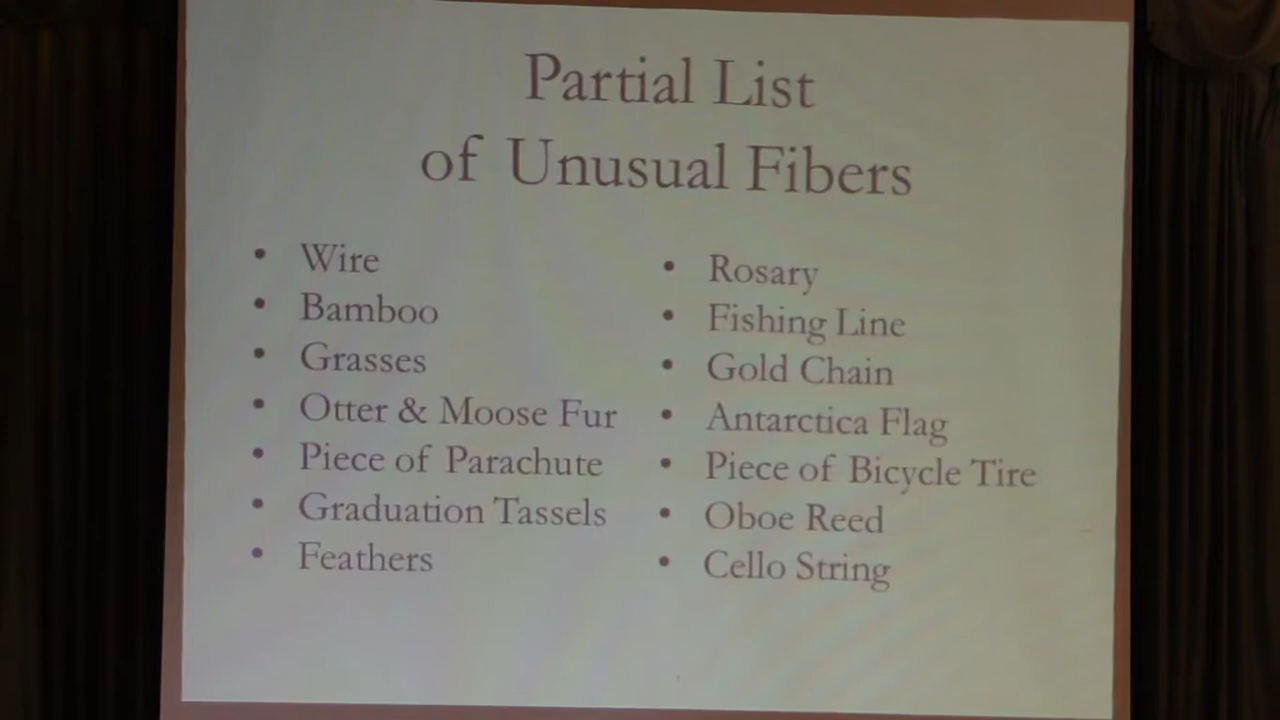 Partial List
of Unusual Fibers
• Wire
• Bamboo
• Grasses
• Otter & Moose Fur
• Piece of Parachute
• Graduation Tassels
• Feathers
• Rosary
• Fishing Line
• Gold Chain
• Antarctica Flag
• Piece of Bicycle Tire
• Oboe Reed
• Cello String